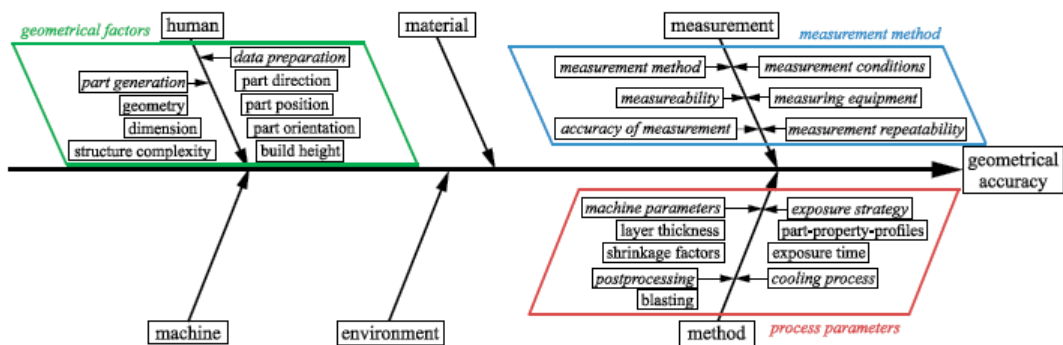 geometrical factors
human
material
measurement
measurement method
data preparation
part generation
part direction
geometry
part position
dimension
part orientation
structure complexity
build height
measurement method
measurement conditions
measureability
measuring equipment
accuracy of measurement
measurement repeatability
geometrical
accuracy
machine parameters
exposure strategy
layer thickness
part-property-profiles
shrinkage factors
exposure time
postprocessing
cooling process
blasting
machine
environment
method
process parameters